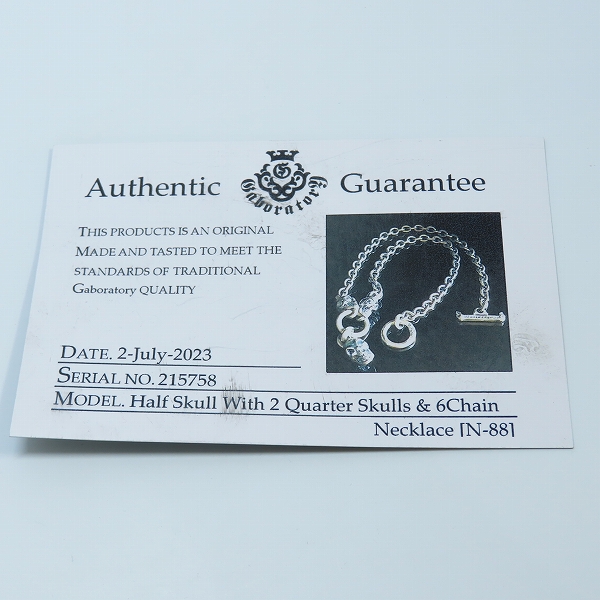 Authentic Gaboratory Guarantee
THIS PRODUCTS IS AN ORIGINAL
MADE AND TASTED TO MEET THE
STANDARDS OF TRADITIONAL
Gaboratory QUALITY
DATE. 2-July-2023
SERIAL NO. 215758
MODEL. Half Skull With 2 Quarter Skulls & 6Chain
Necklace [N-88]